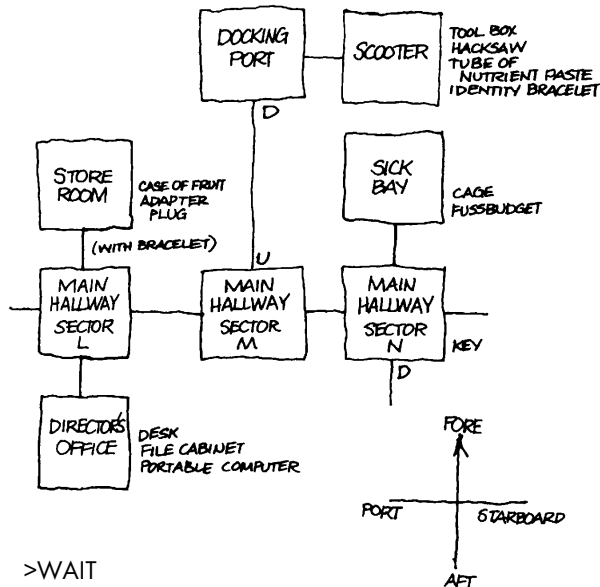 DOCKING
PORT
SCOOTER
TOOL BOX
HACKSAW
TUBE OF
NUTRIENT PASTE
IDENTITY BRACELET
D
STORE
ROOM
CASE OF FRUIT
ADAPTER
PLUG
(WITH BRACELET)
SICK
BAY
CAGE
FUSSBUDGET
U
MAIN
HALLWAY
SECTOR
L
MAIN
HALLWAY
SECTOR
M
MAIN
HALLWAY
SECTOR
N
KEY
D
DIRECTOR'S
OFFICE
DESK
FILE CABINET
PORTABLE COMPUTER
FORE
PORT
STARBOARD
AFT
>WAIT